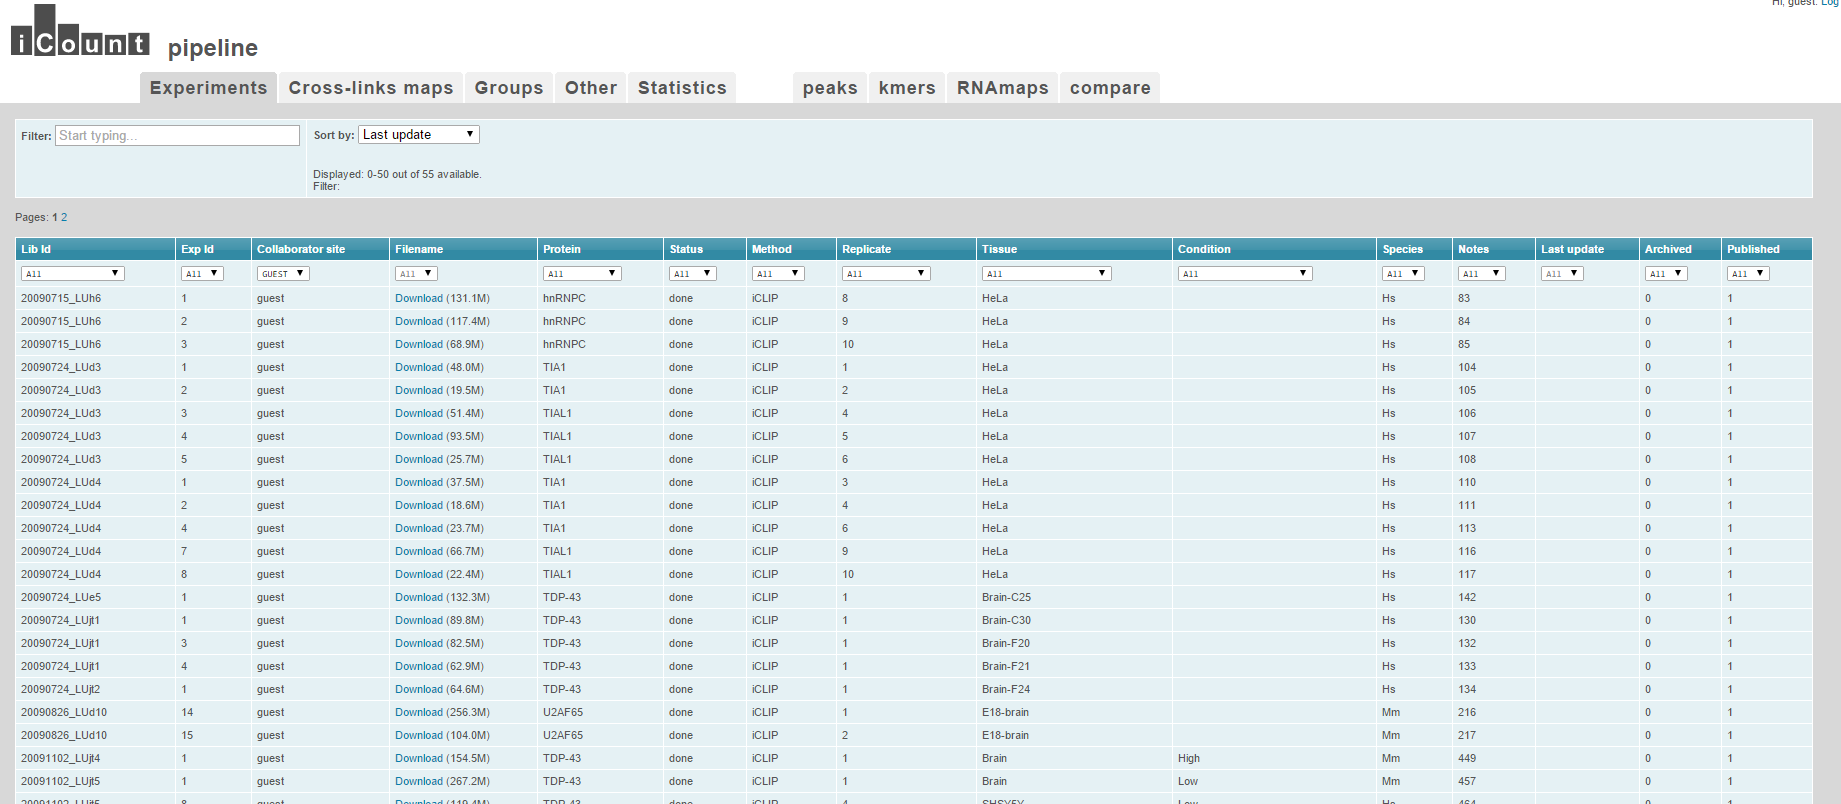 Hi, guest. Log
iCount pipeline
Experiments Cross-links maps Groups Other Statistics peaks kmers RNAmaps compare
Filter: Start typing... Sort by: Last update
Displayed: 0-50 out of 55 available.
Filter:
Pages: 1 2
Lib Id Exp Id Collaborator site Filename Protein Status Method Replicate Tissue Condition Species Notes Last update Archived Published
All All GUEST All All All All All All All All All All All All
20090715_LUh6 1 guest Download (131.1M) hnRNPC done iCLIP 8 HeLa Hs 83 0 1
20090715_LUh6 2 guest Download (117.4M) hnRNPC done iCLIP 9 HeLa Hs 84 0 1
20090715_LUh6 3 guest Download (68.9M) hnRNPC done iCLIP 10 HeLa Hs 85 0 1
20090724_LUd3 1 guest Download (48.0M) TIA1 done iCLIP 1 HeLa Hs 104 0 1
20090724_LUd3 2 guest Download (19.5M) TIA1 done iCLIP 2 HeLa Hs 105 0 1
20090724_LUd3 3 guest Download (51.4M) TIAL1 done iCLIP 4 HeLa Hs 106 0 1
20090724_LUd3 4 guest Download (93.5M) TIAL1 done iCLIP 5 HeLa Hs 107 0 1
20090724_LUd3 5 guest Download (25.7M) TIAL1 done iCLIP 6 HeLa Hs 108 0 1
20090724_LUd4 1 guest Download (37.5M) TIA1 done iCLIP 3 HeLa Hs 110 0 1
20090724_LUd4 2 guest Download (18.6M) TIA1 done iCLIP 4 HeLa Hs 111 0 1
20090724_LUd4 4 guest Download (23.7M) TIA1 done iCLIP 6 HeLa Hs 113 0 1
20090724_LUd4 7 guest Download (66.7M) TIAL1 done iCLIP 9 HeLa Hs 116 0 1
20090724_LUd4 8 guest Download (22.4M) TIAL1 done iCLIP 10 HeLa Hs 117 0 1
20090724_LUe5 1 guest Download (132.3M) TDP-43 done iCLIP 1 Brain-C25 Hs 142 0 1
20090724_LUjt1 1 guest Download (89.8M) TDP-43 done iCLIP 1 Brain-C30 Hs 130 0 1
20090724_LUjt1 3 guest Download (82.5M) TDP-43 done iCLIP 1 Brain-F20 Hs 132 0 1
20090724_LUjt1 4 guest Download (62.9M) TDP-43 done iCLIP 1 Brain-F21 Hs 133 0 1
20090724_LUjt2 1 guest Download (64.6M) TDP-43 done iCLIP 1 Brain-F24 Hs 134 0 1
20090826_LUd10 14 guest Download (256.3M) U2AF65 done iCLIP 1 E18-brain Mm 216 0 1
20090826_LUd10 15 guest Download (104.0M) U2AF65 done iCLIP 2 E18-brain Mm 217 0 1
20091102_LUjt4 1 guest Download (154.5M) TDP-43 done iCLIP 1 Brain High Mm 449 0 1
20091102_LUjt5 1 guest Download (267.2M) TDP-43 done iCLIP 1 Brain Low Mm 457 0 1
20091102_LUjt5 8 guest Download (119.4M) TDP-43 done iCLIP 4 SHSY5Y Low Hs 464 0 1